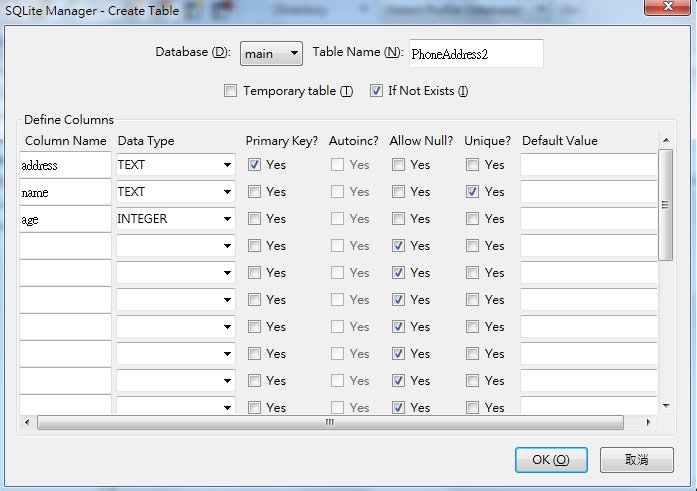 SQLite Manager - Create Table
Database (D): main Table Name (N): PhoneAddress2
Temporary table (T) If Not Exists (I)
Define Columns
Column Name Data Type Primary Key? Autoinc? Allow Null? Unique? Default Value
address TEXT Yes Yes Yes Yes
name TEXT Yes Yes Yes Yes
age INTEGER Yes Yes Yes Yes
Yes Yes Yes Yes
Yes Yes Yes Yes
Yes Yes Yes Yes
Yes Yes Yes Yes
Yes Yes Yes Yes
Yes Yes Yes Yes
Yes Yes Yes Yes
OK (O) 取消